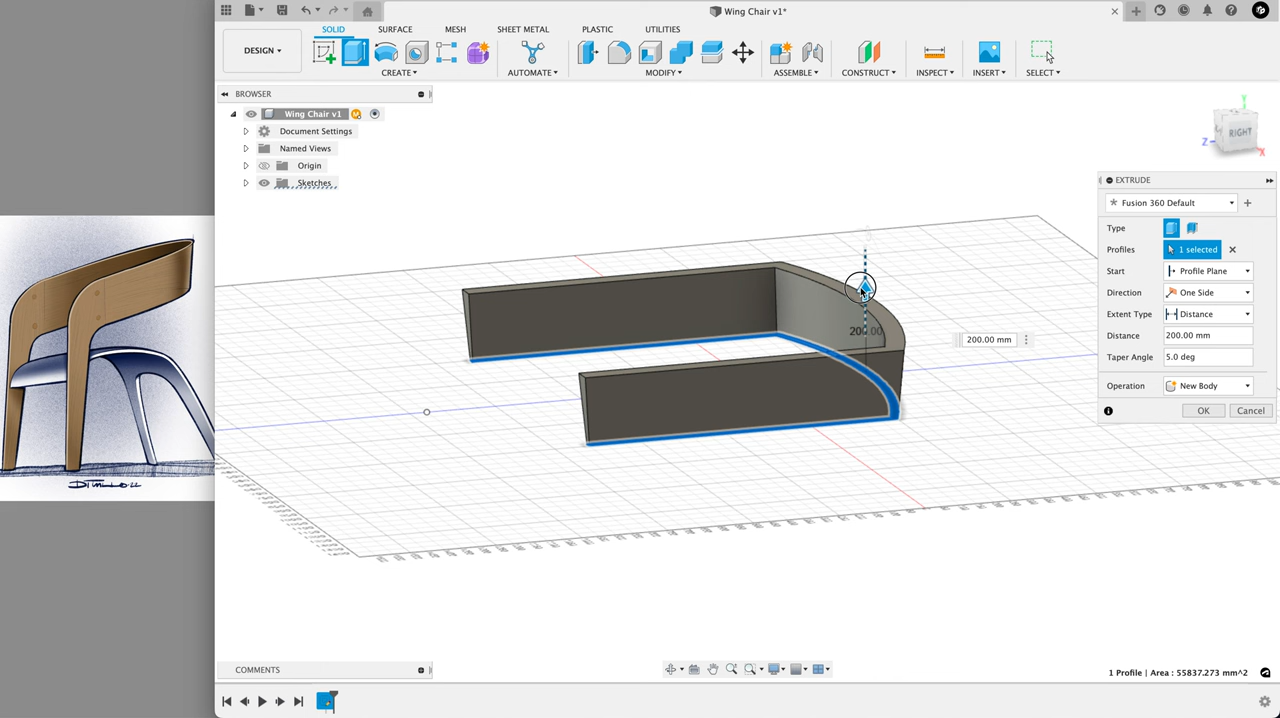 Wing Chair v1*
DESIGN
SOLID
SURFACE
MESH
SHEET METAL
PLASTIC
UTILITIES
CREATE
AUTOMATE
MODIFY
ASSEMBLE
CONSTRUCT
INSPECT
INSERT
SELECT
BROWSER
Wing Chair v1
M
Document Settings
Named Views
Origin
Sketches
Y
Z
X
RIGHT
EXTRUDE
Fusion 360 Default
Type
Profiles
1 selected
Start
Profile Plane
Direction
One Side
Extent Type
Distance
Distance
200.00 mm
Taper Angle
5.0 deg
Operation
New Body
OK
Cancel
200.00
200.00 mm
COMMENTS
1 Profile | Area : 55837.273 mm^2